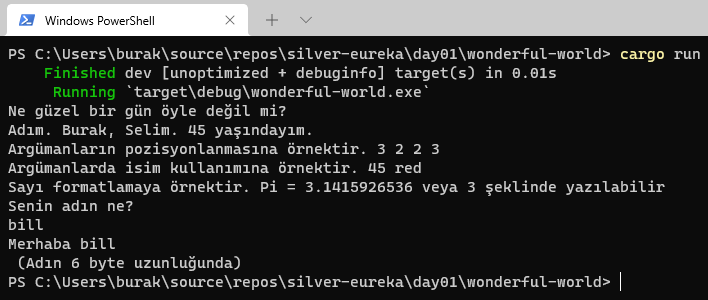 Windows PowerShell
PS C:\Users\burak\source\repos\silver-eureka\day01\wonderful-world> cargo run
Finished dev [unoptimized + debuginfo] target(s) in 0.01s
Running `target\debug\wonderful-world.exe`
Ne güzel bir gün öyle değil mi?
Adım. Burak, Selim. 45 yaşındayım.
Argümanların pozisyonlanmasına örnektir. 3 2 2 3
Argümanlarda isim kullanımına örnektir. 45 red
Sayı formatlamaya örnektir. Pi = 3.1415926536 veya 3 şeklinde yazılabilir
Senin adın ne?
bill
Merhaba bill
(Adın 6 byte uzunluğunda)
PS C:\Users\burak\source\repos\silver-eureka\day01\wonderful-world>